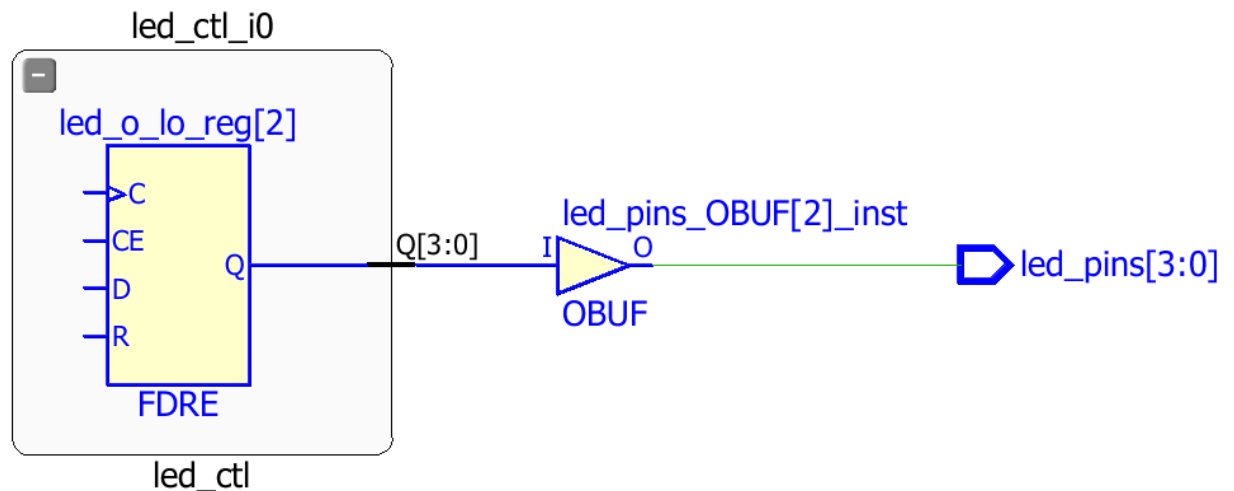 led_ctl_i0
led_o_lo_reg[2]
C
CE
D
R
Q
FDRE
led_ctl
Q[3:0]
led_pins_OBUF[2]_inst
I
O
OBUF
led_pins[3:0]